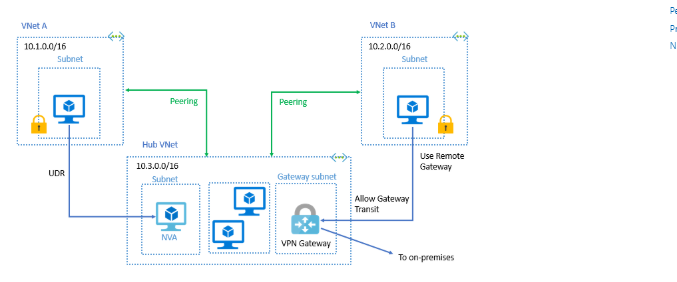 VNet A
10.1.0.0/16
Subnet
VNet B
10.2.0.0/16
Subnet
Peering
Peering
UDR
Use Remote
Gateway
Hub VNet
10.3.0.0/16
Subnet
NVA
Gateway subnet
VPN Gateway
Allow Gateway
Transit
To on-premises